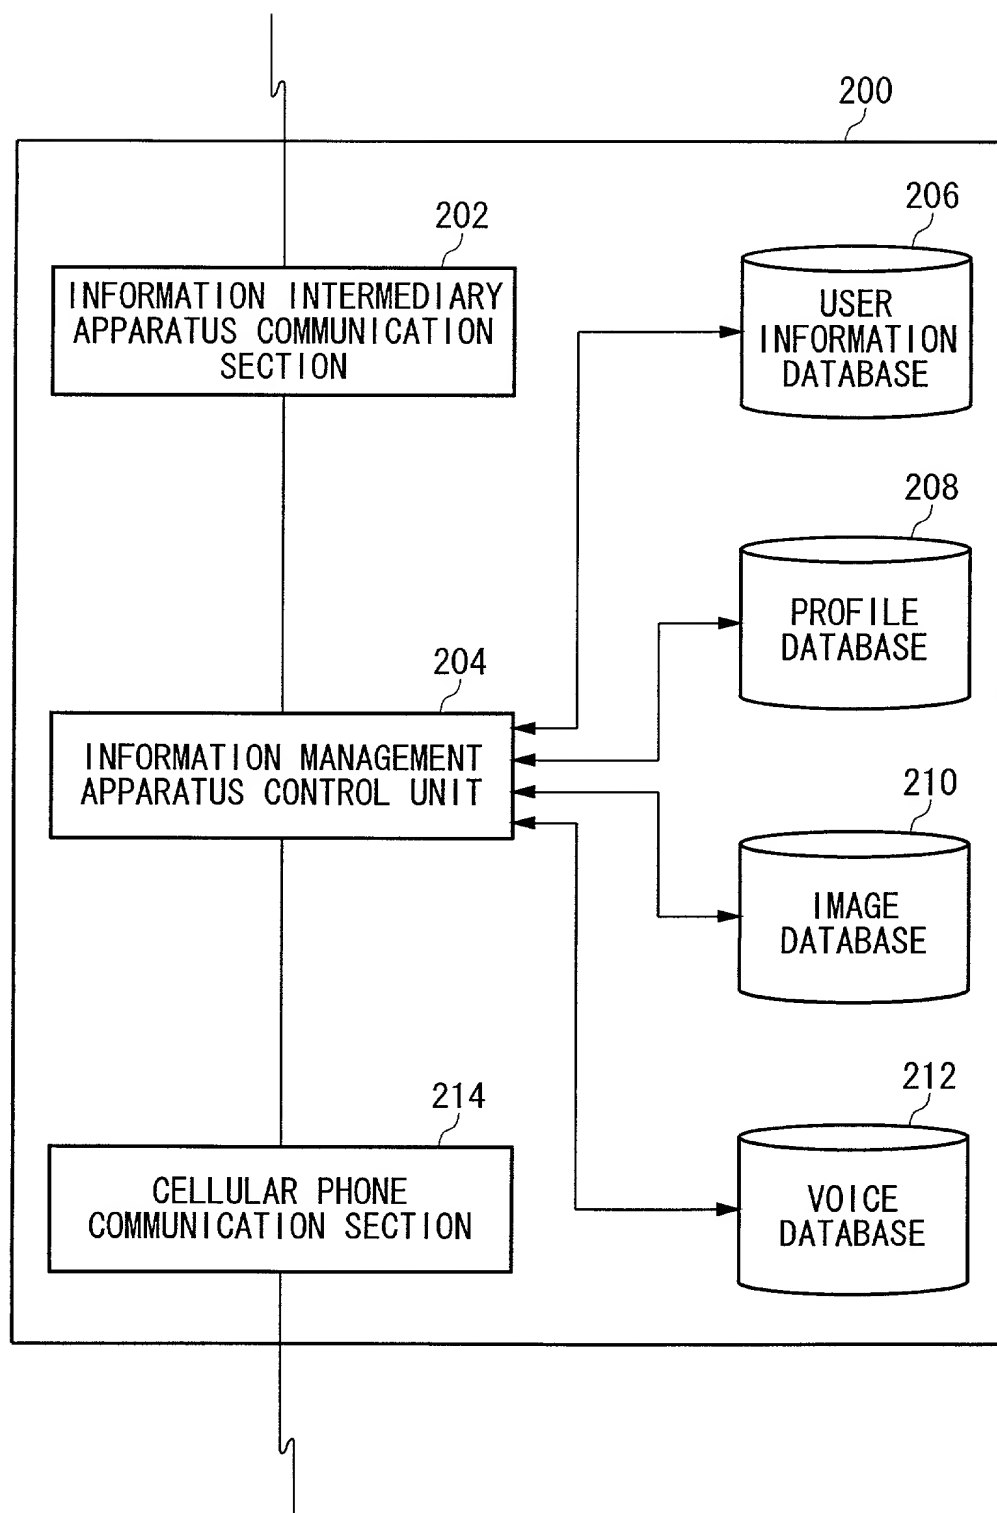 200
202
INFORMATION INTERMEDIARY
APPARATUS COMMUNICATION
SECTION
206
USER
INFORMATION
DATABASE
208
PROFILE
DATABASE
204
INFORMATION MANAGEMENT
APPARATUS CONTROL UNIT
210
IMAGE
DATABASE
214
CELLULAR PHONE
COMMUNICATION SECTION
212
VOICE
DATABASE